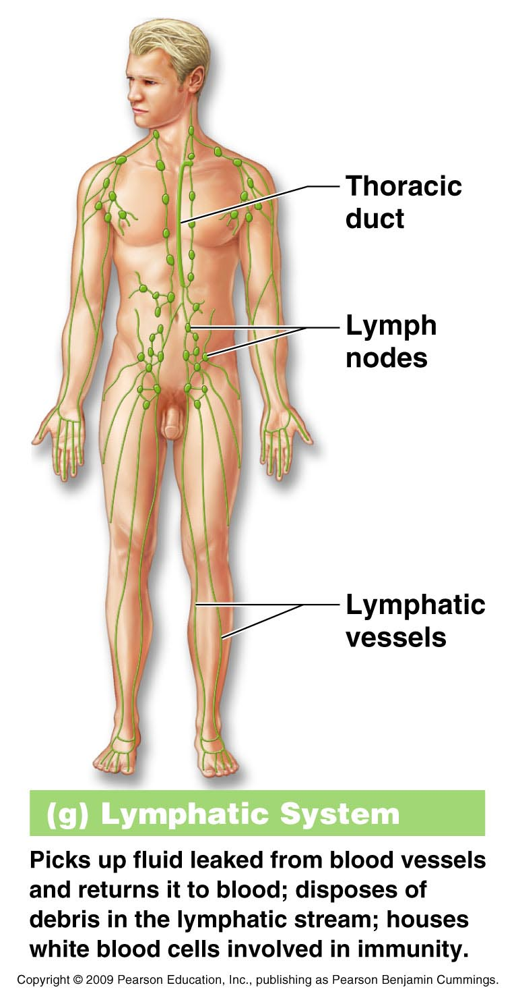 Thoracic
duct
Lymph
nodes
Lymphatic
vessels
(g) Lymphatic System
Picks up fluid leaked from blood vessels
and returns it to blood; disposes of
debris in the lymphatic stream; houses
white blood cells involved in immunity.
Copyright © 2009 Pearson Education, Inc., publishing as Pearson Benjamin Cummings.